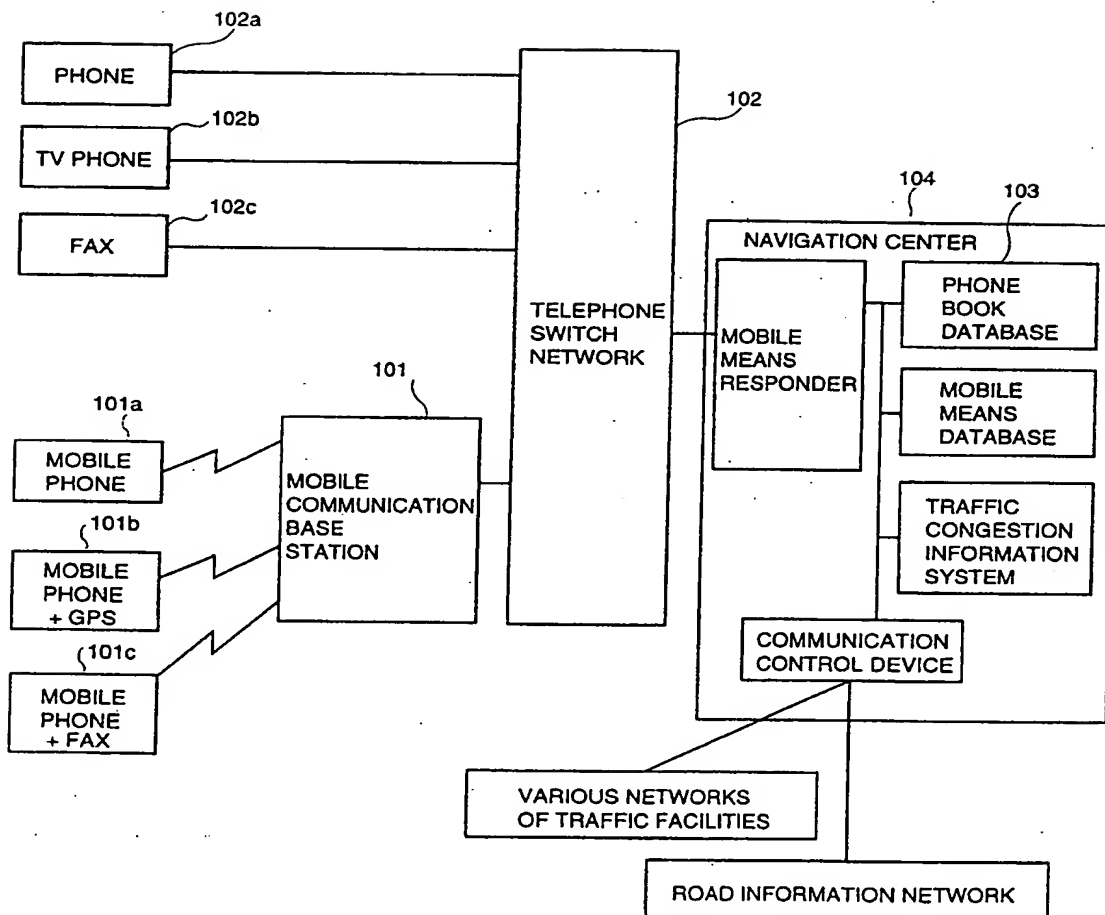 102a
PHONE
102b
TV PHONE
102c
FAX
102
TELEPHONE
SWITCH
NETWORK
104
103
NAVIGATION CENTER
MOBILE
MEANS
RESPONDER
PHONE
BOOK
DATABASE
MOBILE
MEANS
DATABASE
TRAFFIC
CONGESTION
INFORMATION
SYSTEM
COMMUNICATION
CONTROL DEVICE
101
MOBILE
COMMUNICATION
BASE
STATION
101a
MOBILE
PHONE
101b
MOBILE
PHONE
+ GPS
101c
MOBILE
PHONE
+ FAX
VARIOUS NETWORKS
OF TRAFFIC FACILITIES
ROAD INFORMATION NETWORK